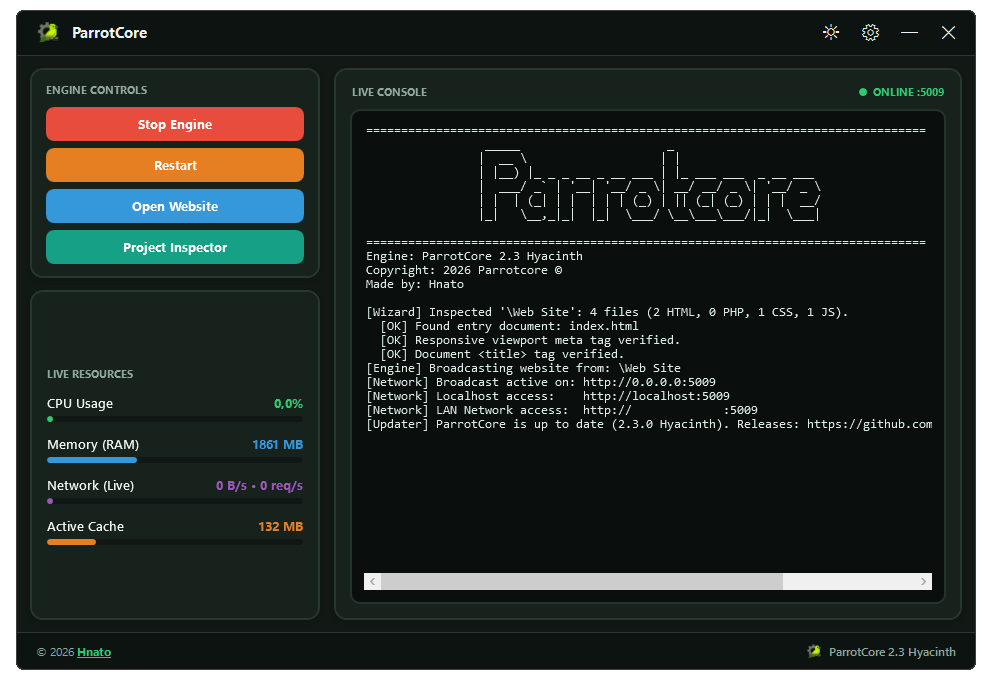 ParrotCore
ENGINE CONTROLS
Stop Engine
Restart
Open Website
Project Inspector
LIVE RESOURCES
CPU Usage 0,0%
Memory (RAM) 1861 MB
Network (Live) 0 B/s • 0 req/s
Active Cache 132 MB
LIVE CONSOLE
ONLINE :5009
ParrotCore
Engine: ParrotCore 2.3 Hyacinth
Copyright: 2026 Parrotcore ©
Made by: Hnato
[Wizard] Inspected '\Web Site': 4 files (2 HTML, 0 PHP, 1 CSS, 1 JS).
[OK] Found entry document: index.html
[OK] Responsive viewport meta tag verified.
[OK] Document <title> tag verified.
[Engine] Broadcasting website from: \Web Site
[Network] Broadcast active on: http://0.0.0.0:5009
[Network] Localhost access: http://localhost:5009
[Network] LAN Network access: http:// :5009
[Updater] ParrotCore is up to date (2.3.0 Hyacinth). Releases: https://github.com
© 2026 Hnato
ParrotCore 2.3 Hyacinth